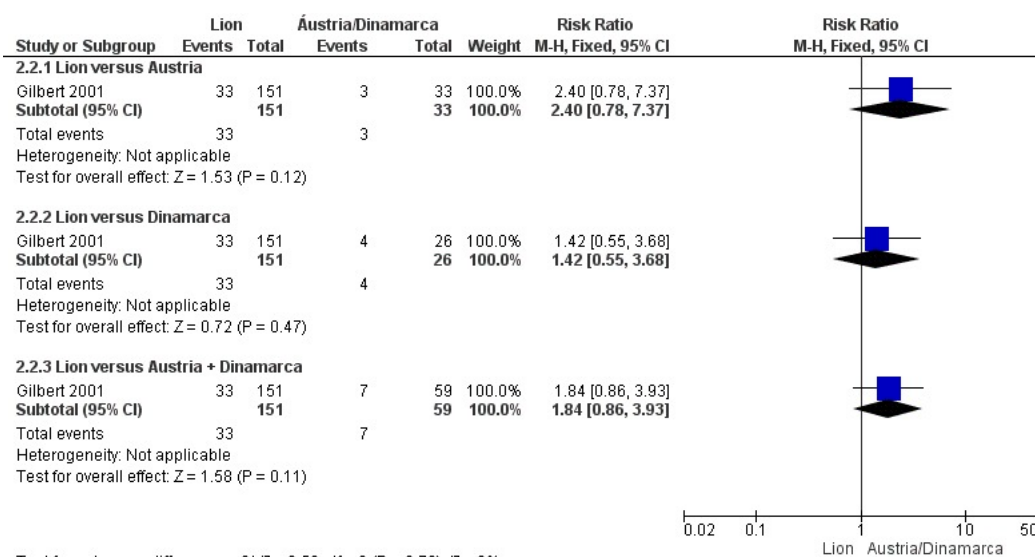 Lion Áustria/Dinamarca Risk Ratio Risk Ratio
Study or Subgroup Events Total Events Total Weight M-H, Fixed, 95% CI M-H, Fixed, 95% CI
2.2.1 Lion versus Austria
Gilbert 2001 33 151 3 33 100.0% 2.40 [0.78, 7.37]
Subtotal (95% CI) 151 33 100.0% 2.40 [0.78, 7.37]
Total events 33 3
Heterogeneity: Not applicable
Test for overall effect: Z = 1.53 (P = 0.12)
2.2.2 Lion versus Dinamarca
Gilbert 2001 33 151 4 26 100.0% 1.42 [0.55, 3.68]
Subtotal (95% CI) 151 26 100.0% 1.42 [0.55, 3.68]
Total events 33 4
Heterogeneity: Not applicable
Test for overall effect: Z = 0.72 (P = 0.47)
2.2.3 Lion versus Austria + Dinamarca
Gilbert 2001 33 151 7 59 100.0% 1.84 [0.86, 3.93]
Subtotal (95% CI) 151 59 100.0% 1.84 [0.86, 3.93]
Total events 33 7
Heterogeneity: Not applicable
Test for overall effect: Z = 1.58 (P = 0.11)
0.02 0.1 1 10 50
Lion Austria/Dinamarca